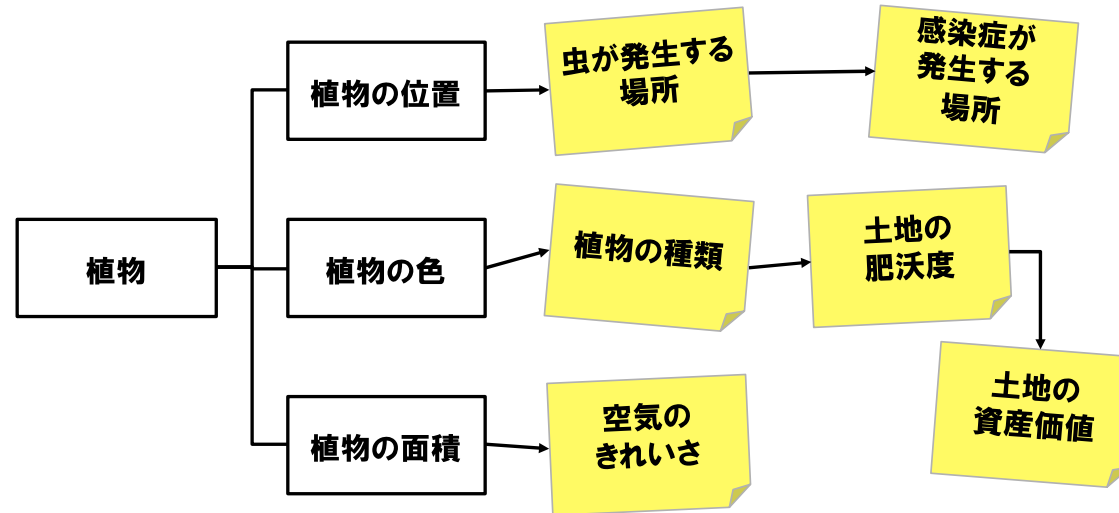 植物
植物の位置
虫が発生する
場所
感染症が
発生する
場所
植物の色
植物の種類
土地の
肥沃度
土地の
資産価値
植物の面積
空気の
きれいさ